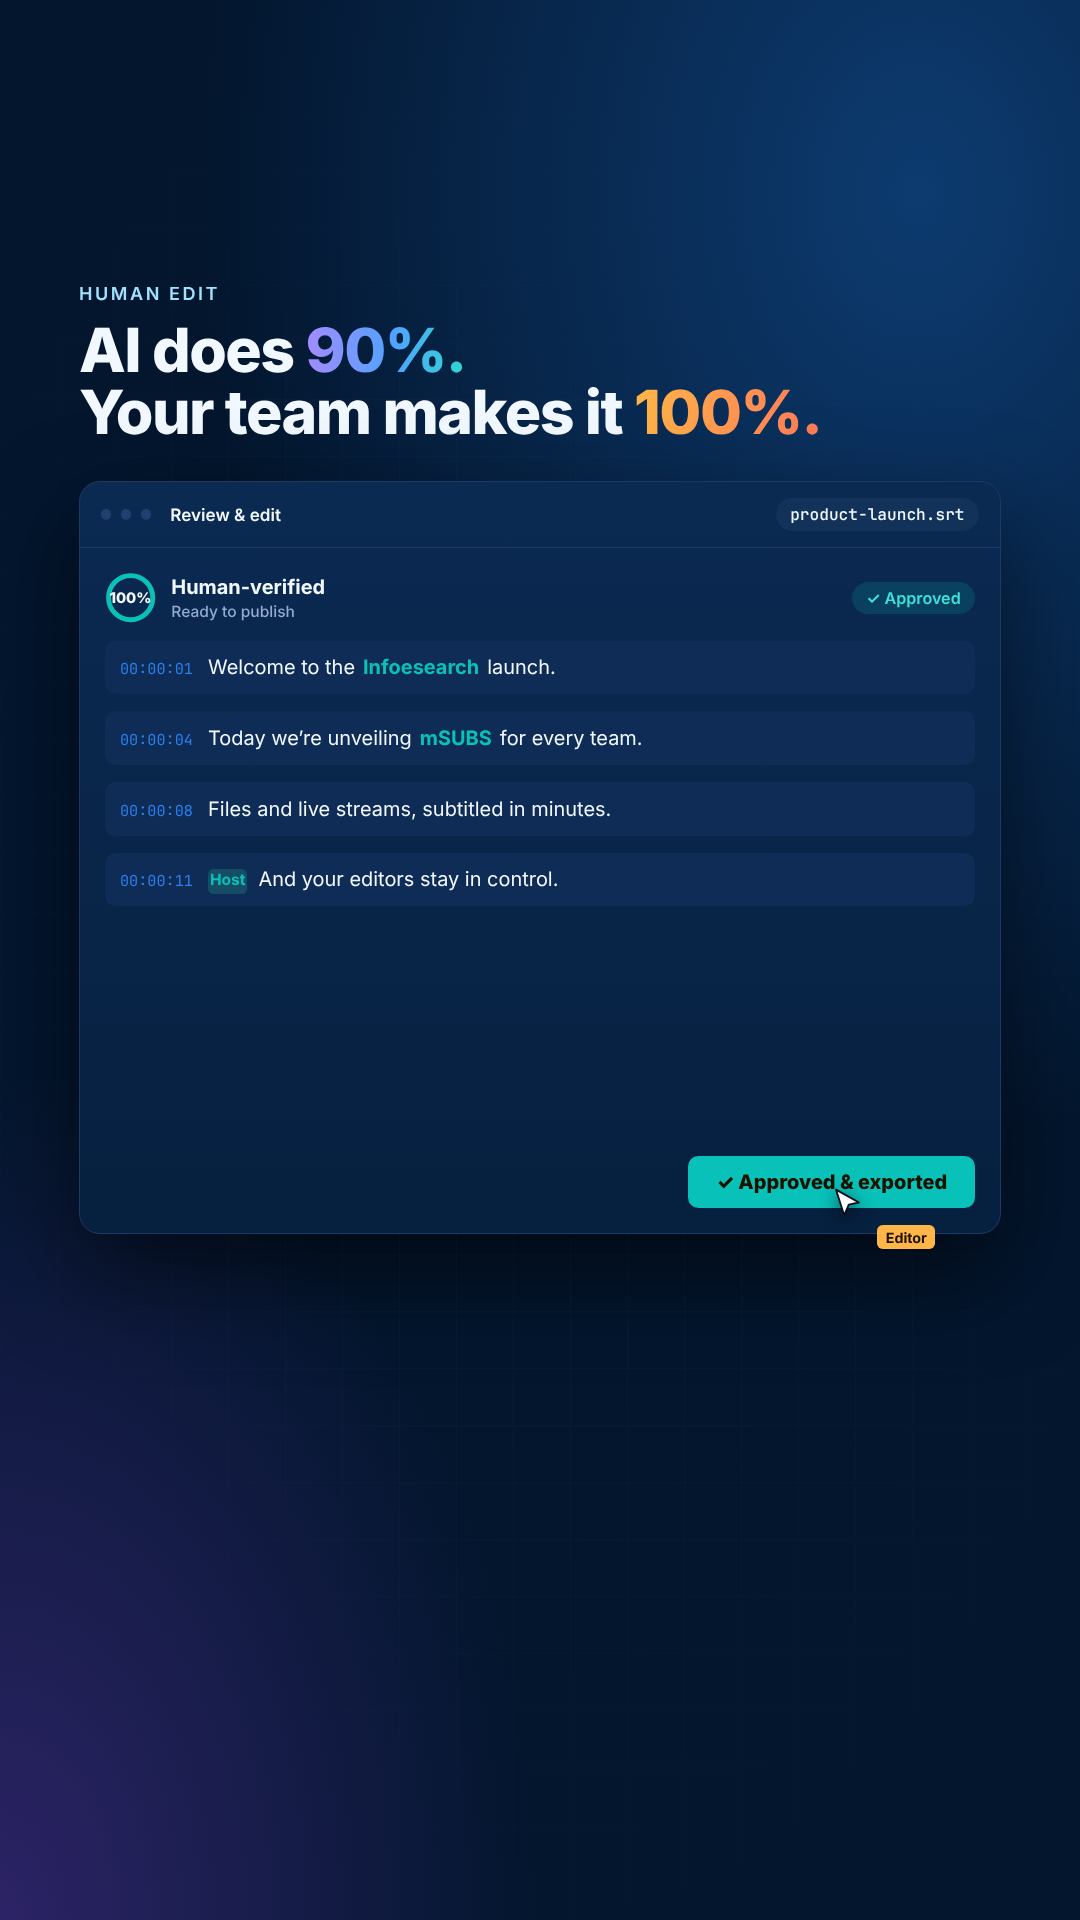 HUMAN EDIT
AI does 90%.
Your team makes it 100%.
Review & edit
product-launch.srt
100%
Human-verified
Ready to publish
✓ Approved
00:00:01 Welcome to the Infoesearch launch.
00:00:04 Today we’re unveiling mSUBS for every team.
00:00:08 Files and live streams, subtitled in minutes.
00:00:11 Host And your editors stay in control.
✓ Approved & exported
Editor